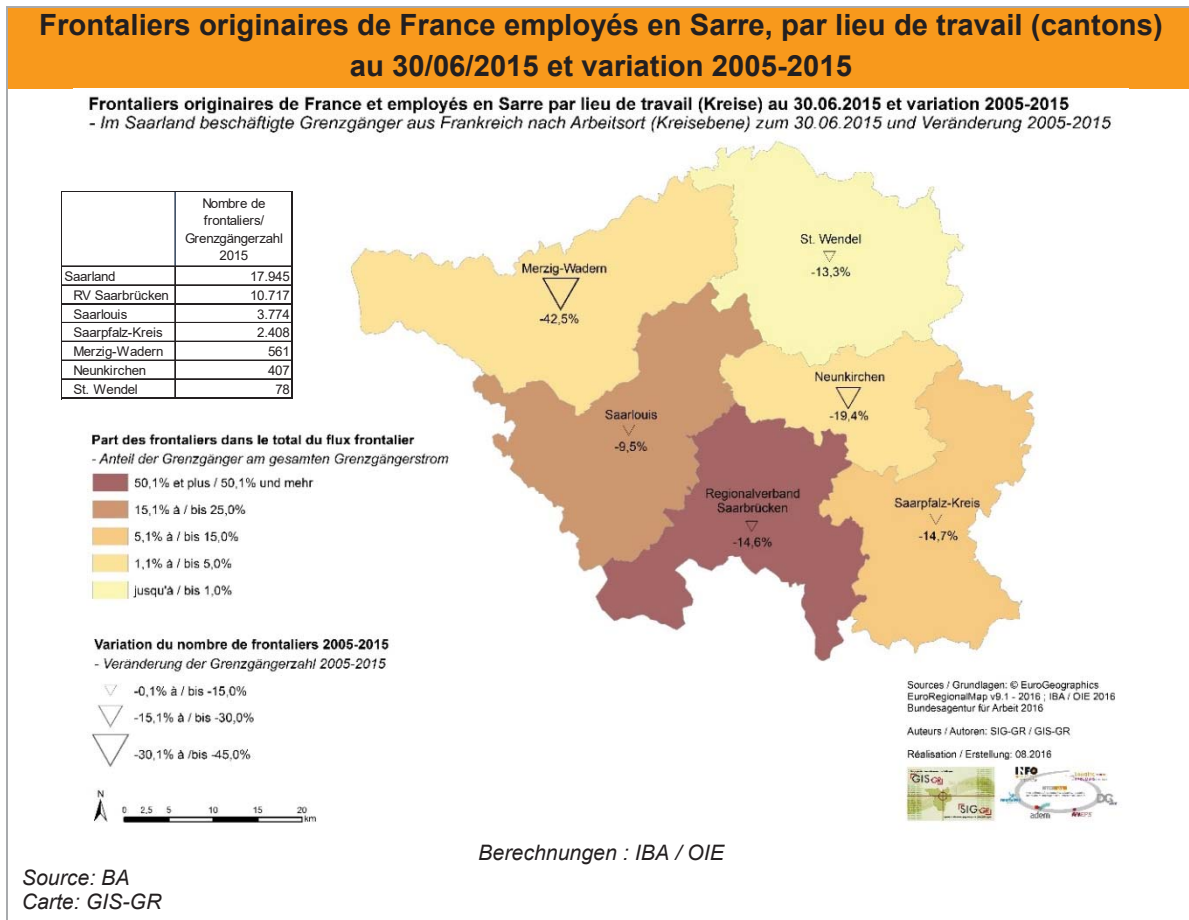 Frontaliers originaires de France employés en Sarre, par lieu de travail (cantons)
au 30/06/2015 et variation 2005-2015
Frontaliers originaires de France et employés en Sarre par lieu de travail (Kreise) au 30.06.2015 et variation 2005-2015
- Im Saarland beschäftigte Grenzgänger aus Frankreich nach Arbeitsort (Kreisebene) zum 30.06.2015 und Veränderung 2005-2015
Nombre de
frontaliers/
Grenzgängerzahl
2015
Saarland 17.945
RV Saarbrücken 10.717
Saarlouis 3.774
Saarpfalz-Kreis 2.408
Merzig-Wadern 561
Neunkirchen 407
St. Wendel 78
St. Wendel
-13,3%
Merzig-Wadern
-42,5%
Neunkirchen
-19,4%
Saarlouis
-9,5%
Regionalverband
Saarbrücken
-14,6%
Saarpfalz-Kreis
-14,7%
Part des frontaliers dans le total du flux frontalier
- Anteil der Grenzgänger am gesamten Grenzgängerstrom
50,1% et plus / 50,1% und mehr
15,1% à / bis 25,0%
5,1% à / bis 15,0%
1,1% à / bis 5,0%
jusqu'à / bis 1,0%
Variation du nombre de frontaliers 2005-2015
- Veränderung der Grenzgängerzahl 2005-2015
-0,1% à / bis -15,0%
-15,1% à / bis -30,0%
-30,1% à /bis -45,0%
N
0 2,5 5 10 15 20
km
Sources / Grundlagen: © EuroGeographics
EuroRegionalMap v9.1 - 2016 ; IBA / OIE 2016
Bundesagentur für Arbeit 2016
Auteurs / Autoren: SIG-GR / GIS-GR
Réalisation / Erstellung: 08.2016
GIS-GR
SIG-GR
INFO
adem
Berechnungen : IBA / OIE
Source: BA
Carte: GIS-GR